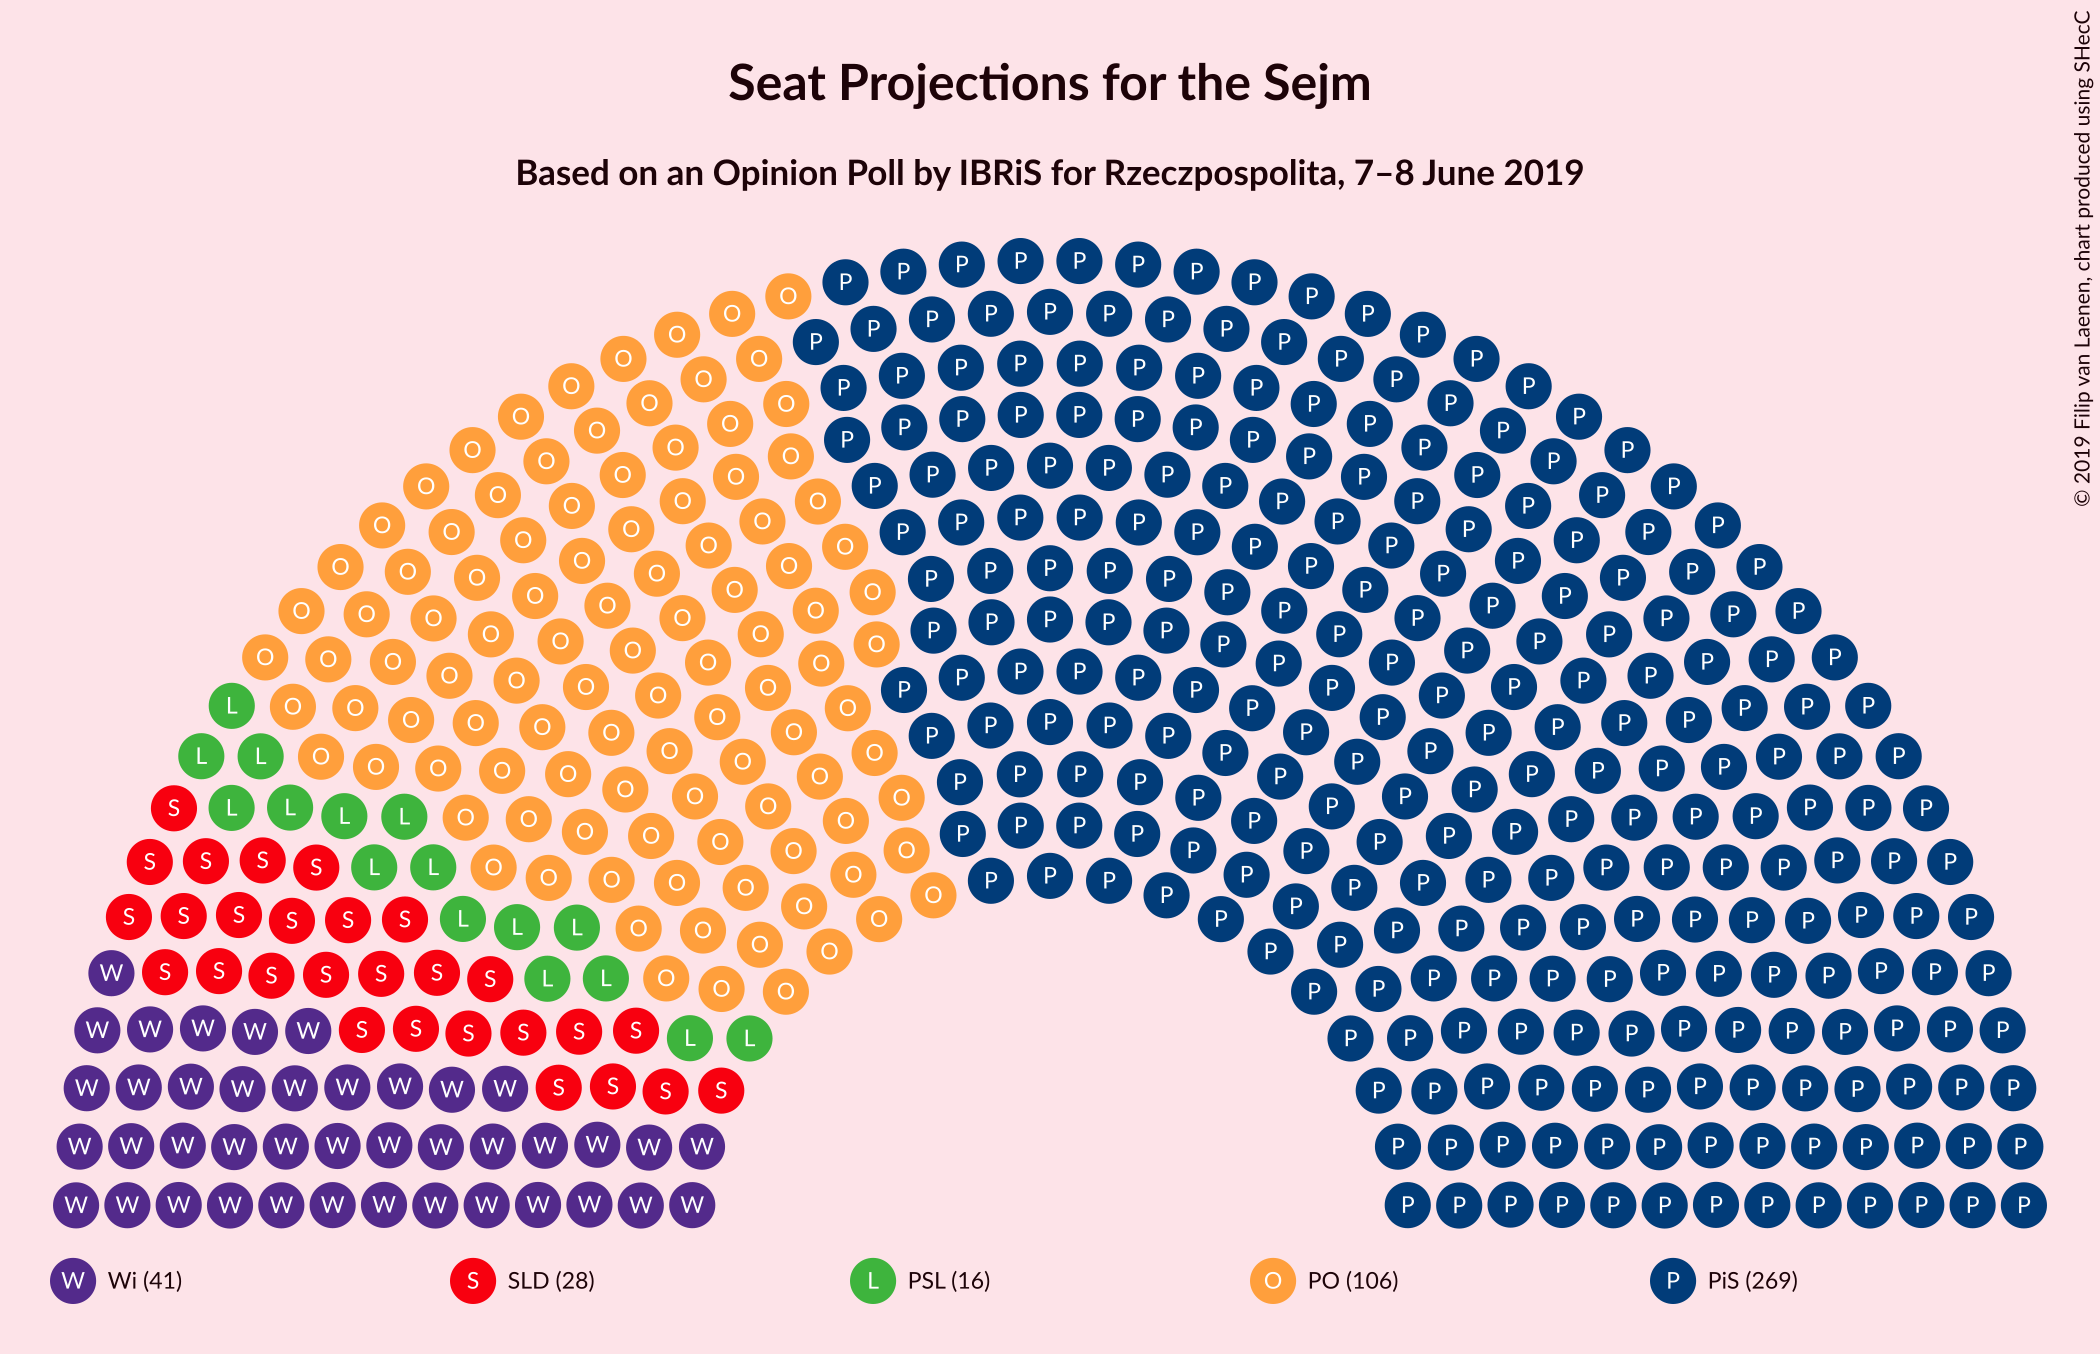 Seat Projections for the Sejm
Based on an Opinion Poll by IBRiS for Rzeczpospolita, 7–8 June 2019
© 2019 Filip van Laenen, chart produced using SHecC
W Wi (41)
S SLD (28)
L PSL (16)
O PO (106)
P PiS (269)